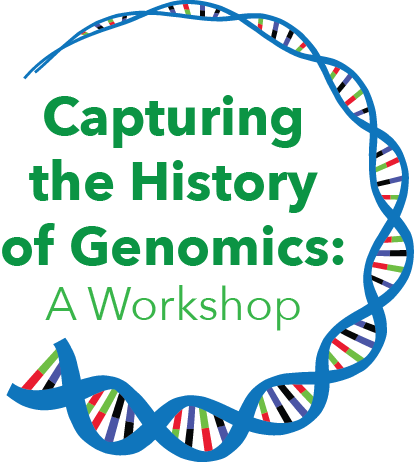 Capturing
the History
of Genomics:
A Workshop